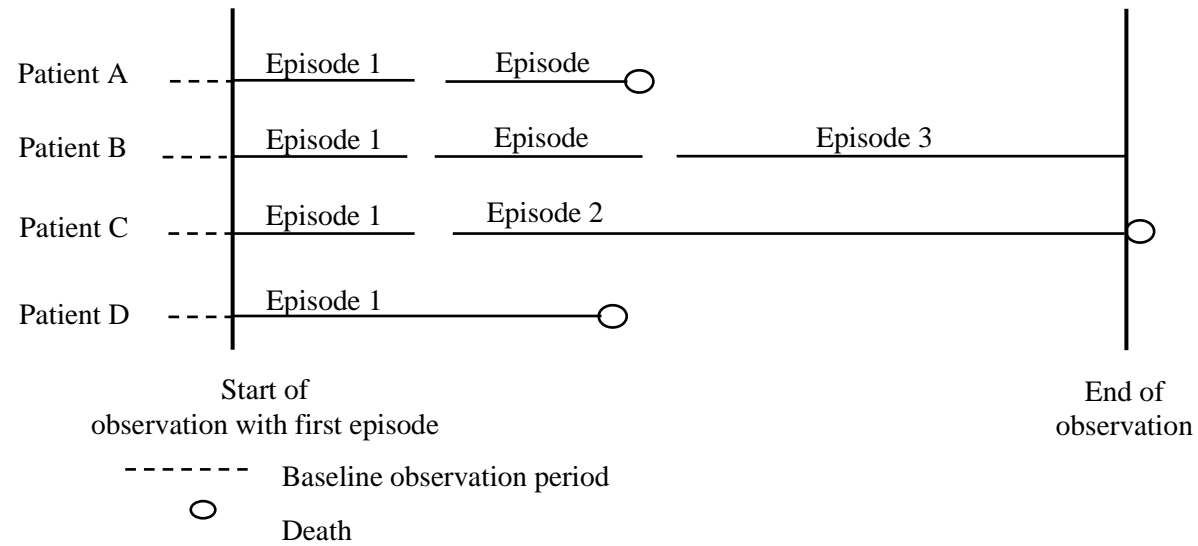 Patient A Episode 1 Episode
Patient B Episode 1 Episode Episode 3
Patient C Episode 1 Episode 2
Patient D Episode 1
Start of
observation with first episode
End of
observation
Baseline observation period
Death